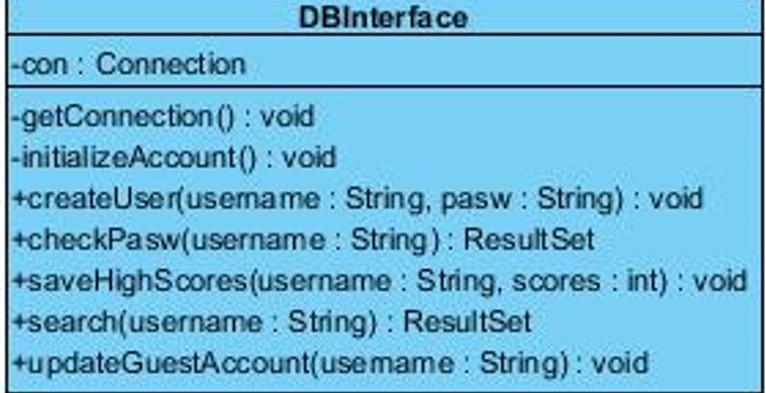 DBInterface
-con : Connection
-getConnection() : void
-initializeAccount() : void
+createUser(username : String, pasw : String) : void
+checkPasw(username : String) : ResultSet
+saveHighScores(username : String, scores : int) : void
+search(username : String) : ResultSet
+updateGuestAccount(username : String) : void